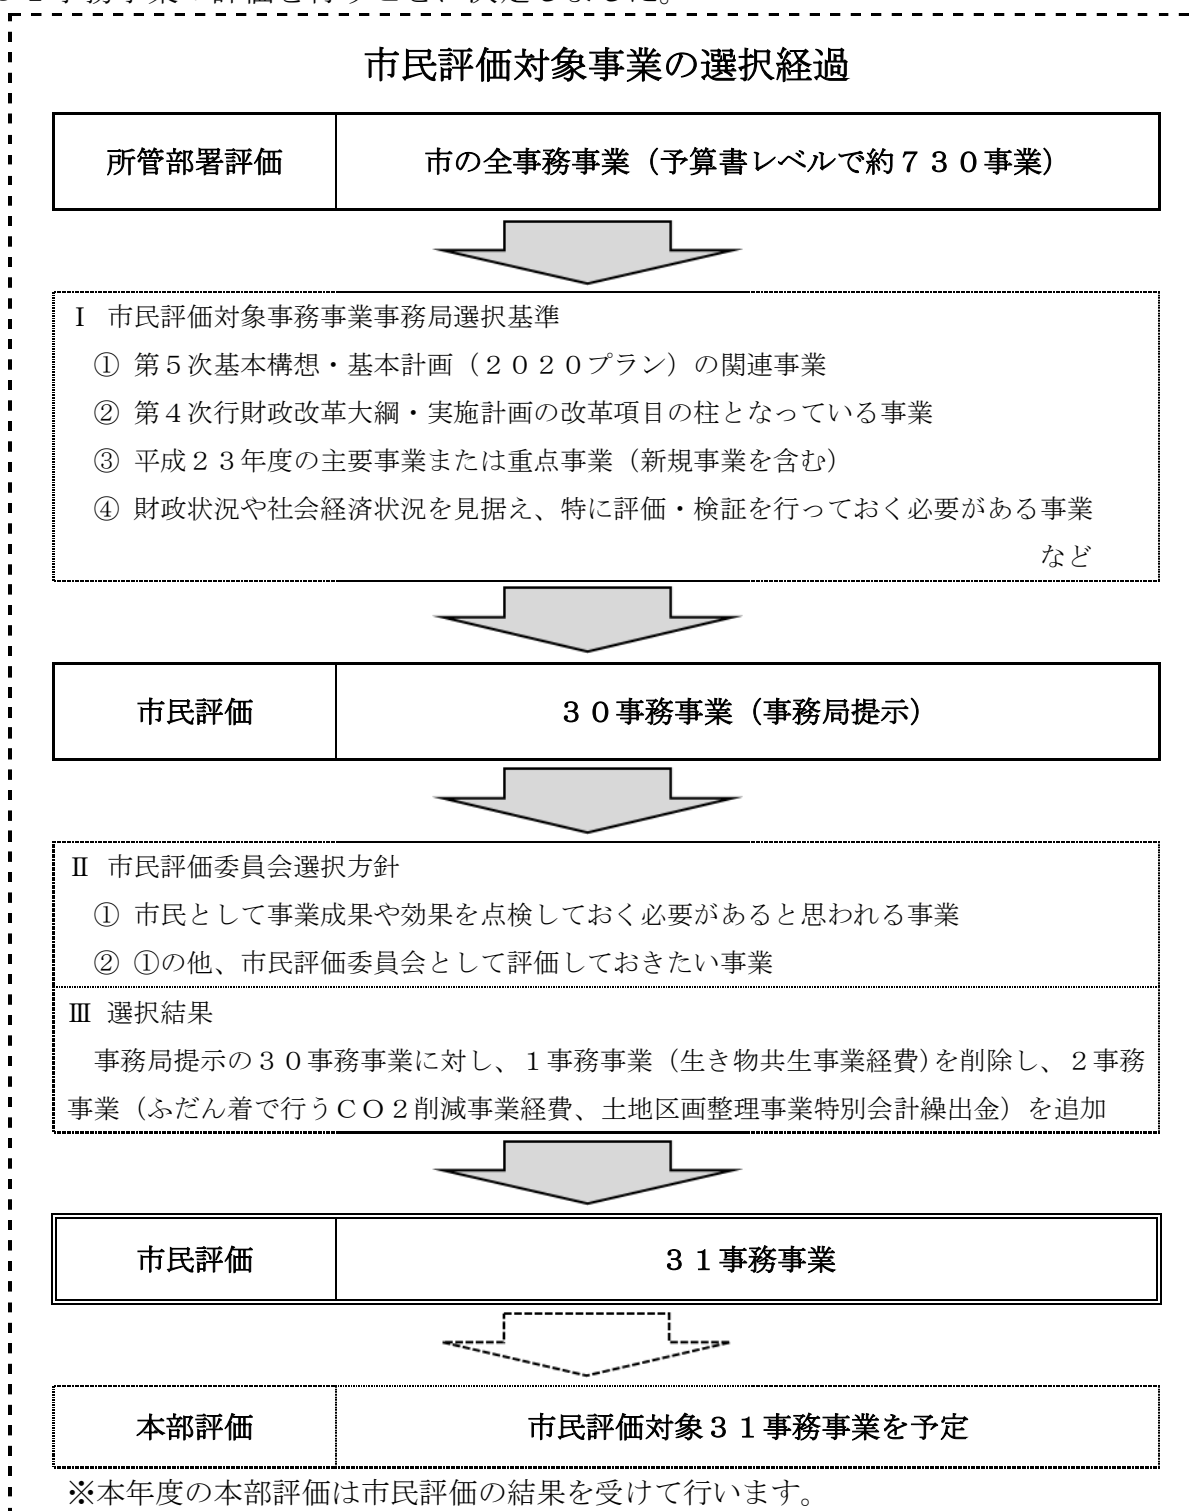 市民評価対象事業の選択経過
所管部署評価
市の全事務事業（予算書レベルで約７３０事業）
Ⅰ 市民評価対象事務事業事務局選択基準
① 第５次基本構想・基本計画（２０２０プラン）の関連事業
② 第４次行財政改革大綱・実施計画の改革項目の柱となっている事業
③ 平成２３年度の主要事業または重点事業（新規事業を含む）
④ 財政状況や社会経済状況を見据え、特に評価・検証を行っておく必要がある事業
など
市民評価
３０事務事業（事務局提示）
Ⅱ 市民評価委員会選択方針
① 市民として事業成果や効果を点検しておく必要があると思われる事業
② ①の他、市民評価委員会として評価しておきたい事業
Ⅲ 選択結果
事務局提示の３０事務事業に対し、１事務事業（生き物共生事業経費）を削除し、２事務
事業（ふだん着で行うＣＯ２削減事業経費、土地区画整理事業特別会計繰出金）を追加
市民評価
３１事務事業
本部評価
市民評価対象３１事務事業を予定
※本年度の本部評価は市民評価の結果を受けて行います。